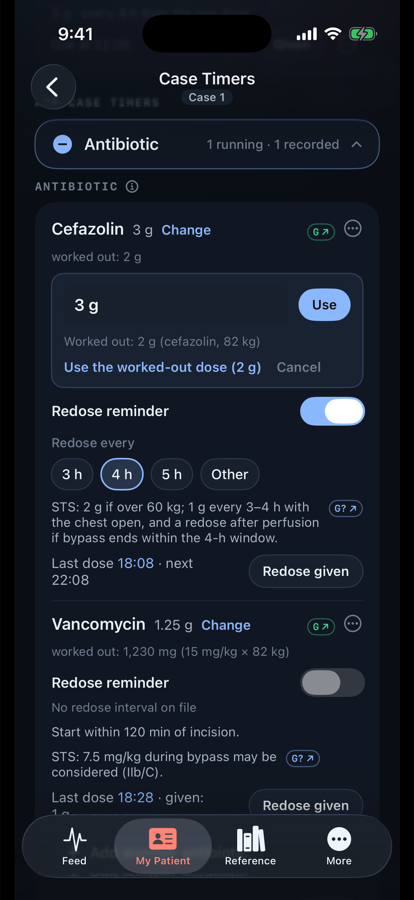 9:41
Case Timers
Case 1
CASE TIMERS
Antibiotic 1 running · 1 recorded
ANTIBIOTIC
Cefazolin 3 g Change G↗
worked out: 2 g
3 g Use
Worked out: 2 g (cefazolin, 82 kg)
Use the worked-out dose (2 g) Cancel
Redose reminder
Redose every
3 h 4 h 5 h Other
STS: 2 g if over 60 kg; 1 g every 3–4 h with G? ↗
the chest open, and a redose after perfusion
if bypass ends within the 4-h window.
Last dose 18:08 · next
22:08
Redose given
Vancomycin 1.25 g Change G↗
worked out: 1,230 mg (15 mg/kg × 82 kg)
Redose reminder
No redose interval on file
Start within 120 min of incision.
STS: 7.5 mg/kg during bypass may be G? ↗
considered (IIb/C).
Last dose 18:28 · given:
Redose given
Feed My Patient Reference More